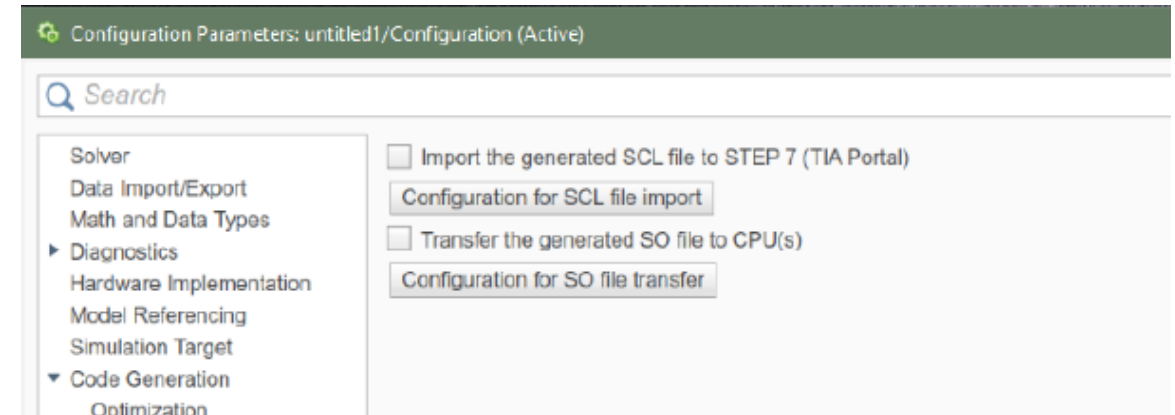 Configuration Parameters: untitled1/Configuration (Active)
Search
Solver
Data Import/Export
Math and Data Types
Diagnostics
Hardware Implementation
Model Referencing
Simulation Target
Code Generation
Optimization
Import the generated SCL file to STEP 7 (TIA Portal)
Configuration for SCL file import
Transfer the generated SO file to CPU(s)
Configuration for SO file transfer